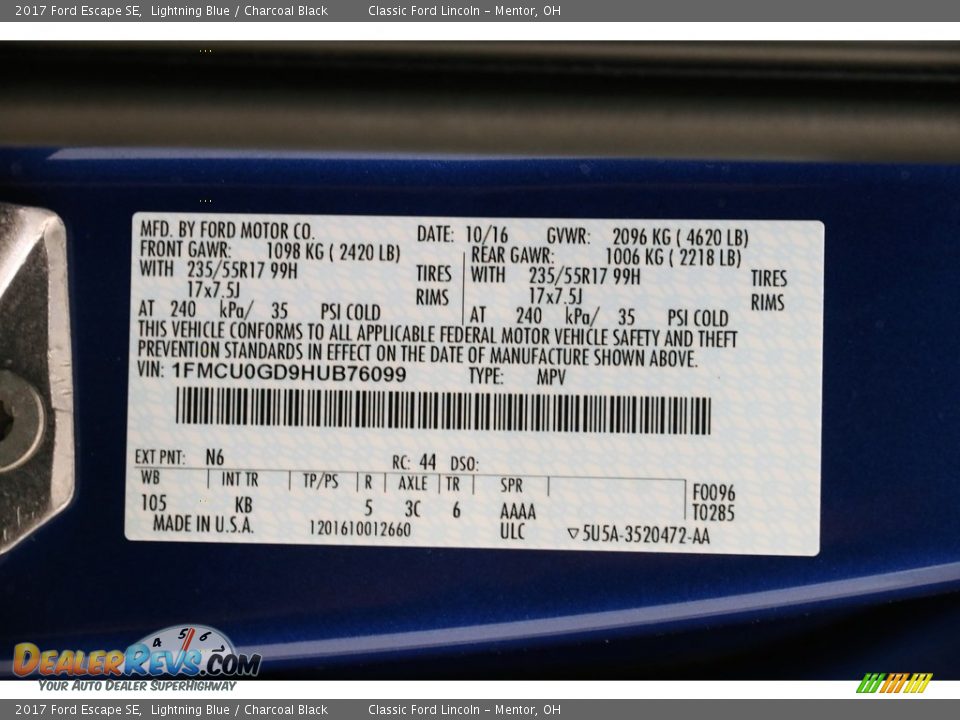 2017 Ford Escape SE, Lightning Blue / Charcoal Black Classic Ford Lincoln - Mentor, OH
MFD. BY FORD MOTOR CO. DATE: 10/16 GVWR: 2096 KG ( 4620 LB)
FRONT GAWR: 1098 KG ( 2420 LB) REAR GAWR: 1006 KG ( 2218 LB)
WITH 235/55R17 99H TIRES WITH 235/55R17 99H TIRES
17x7.5J RIMS 17x7.5J RIMS
AT 240 kPa/ 35 PSI COLD AT 240 kPa/ 35 PSI COLD
THIS VEHICLE CONFORMS TO ALL APPLICABLE FEDERAL MOTOR VEHICLE SAFETY AND THEFT
PREVENTION STANDARDS IN EFFECT ON THE DATE OF MANUFACTURE SHOWN ABOVE.
VIN: 1FMCU0GD9HUB76099 TYPE: MPV
EXT PNT: N6 RC: 44 DSO:
WB INT TR TP/PS R AXLE TR SPR F0096
105 KB 5 3C 6 AAAA T0285
MADE IN U.S.A. 1201610012660 ULC ▽5U5A-3520472-AA
4 5 6
DEALERREVS.COM
YOUR AUTO DEALER SUPERHIGHWAY
2017 Ford Escape SE, Lightning Blue / Charcoal Black Classic Ford Lincoln - Mentor, OH